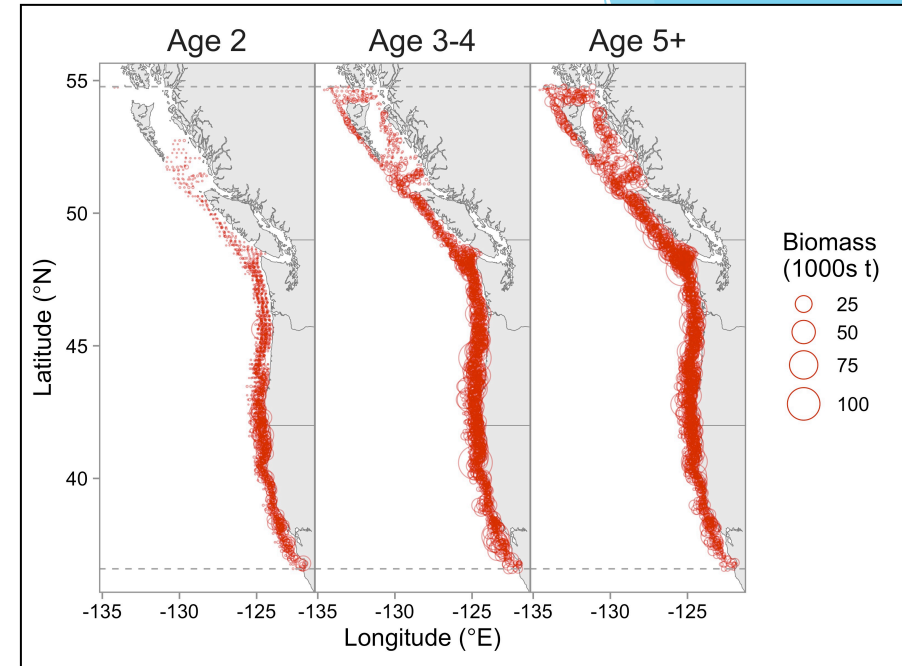 Age 2 Age 3-4 Age 5+
55
50
45
40
Latitude (°N)
-135 -130 -125 -135 -130 -125 -135 -130 -125
Longitude (°E)
Biomass
(1000s t)
25
50
75
100